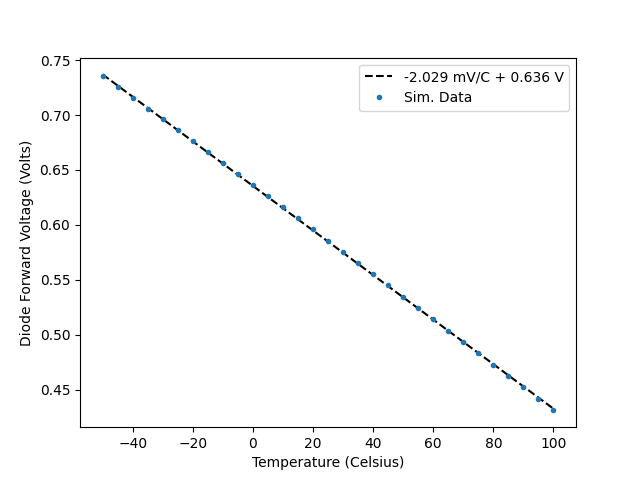 -2.029 mV/C + 0.636 V
Sim. Data
Diode Forward Voltage (Volts)
0.75
0.70
0.65
0.60
0.55
0.50
0.45
−40 −20 0 20 40 60 80 100
Temperature (Celsius)